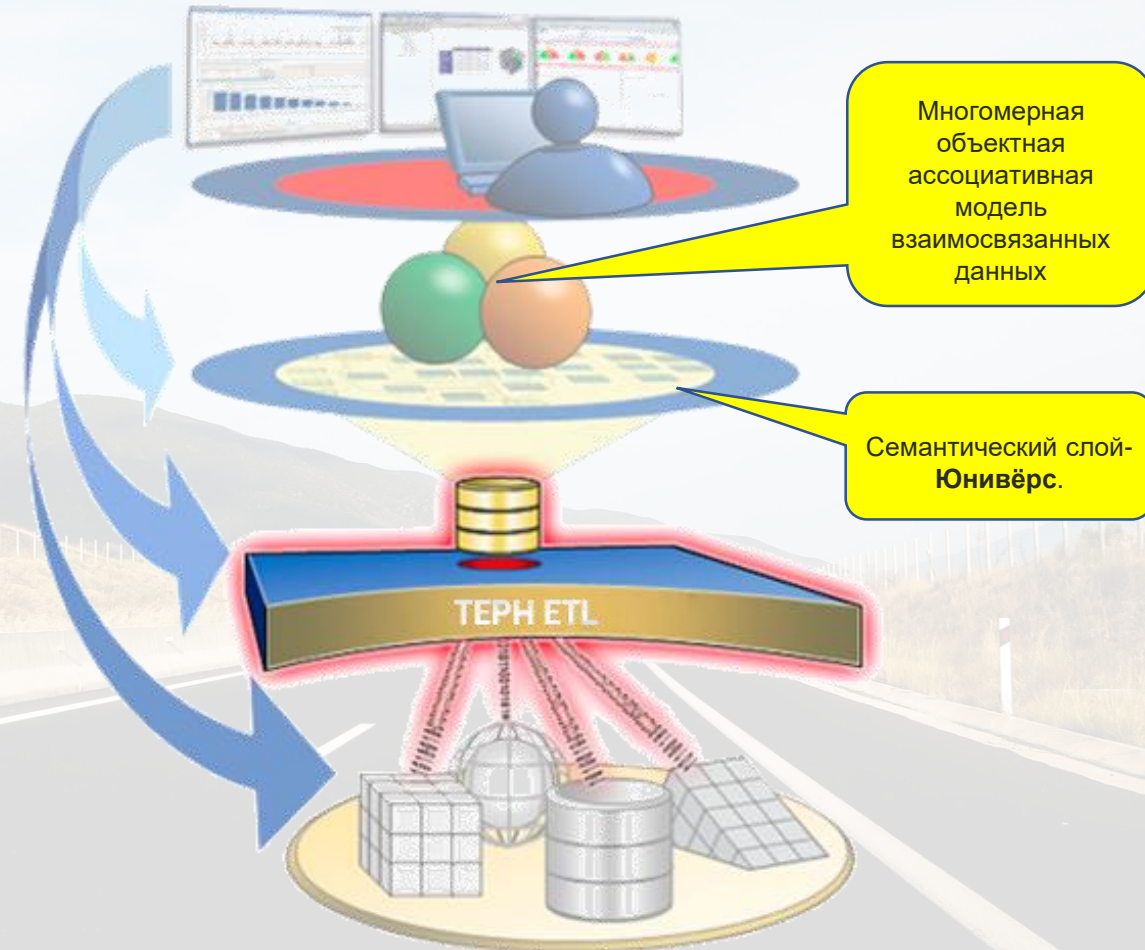 Многомерная
объектная
ассоциативная
модель
взаимосвязанных
данных
Семантический слой-
Юнивёрс.
TEPH ETL